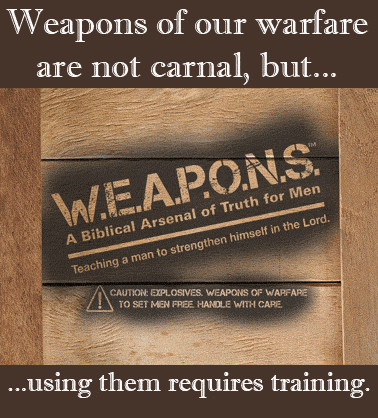 Weapons of our warfare
are not carnal, but...
W.E.A.P.O.N.S.™
A Biblical Arsenal of Truth for Men
Teaching a man to strengthen himself in the Lord.
CAUTION: EXPLOSIVES. WEAPONS OF WARFARE
TO SET MEN FREE. HANDLE WITH CARE.
...using them requires training.